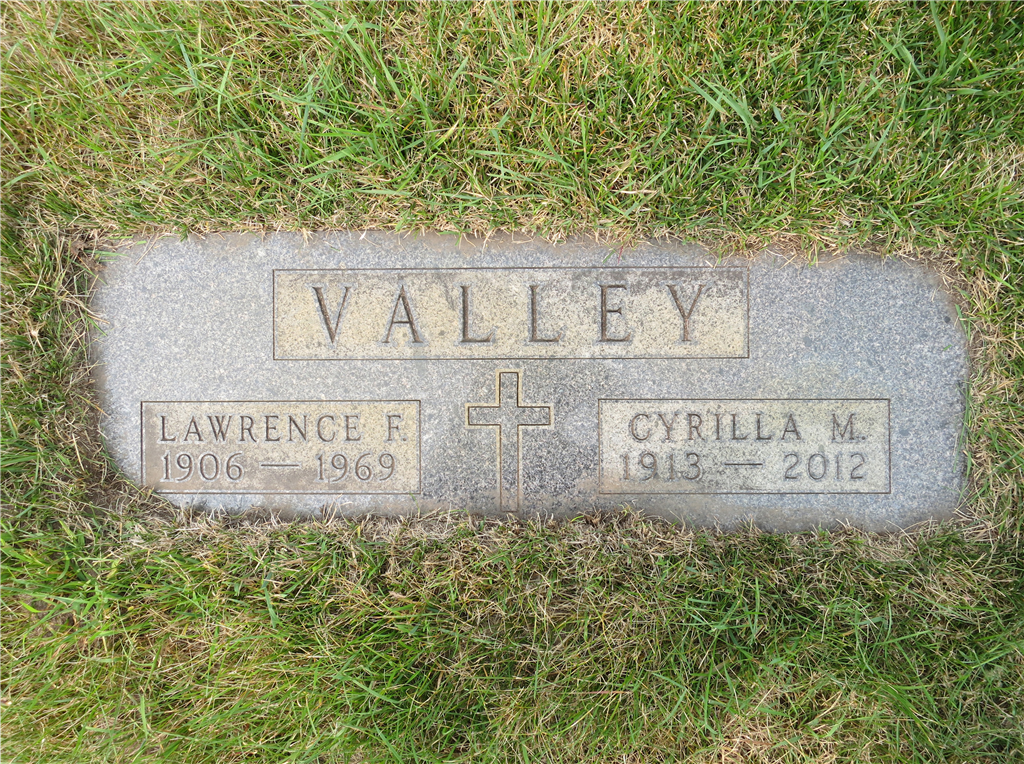 VALLEY
LAWRENCE F.
1906 — 1969
CYRILLA M.
1913 — 2012